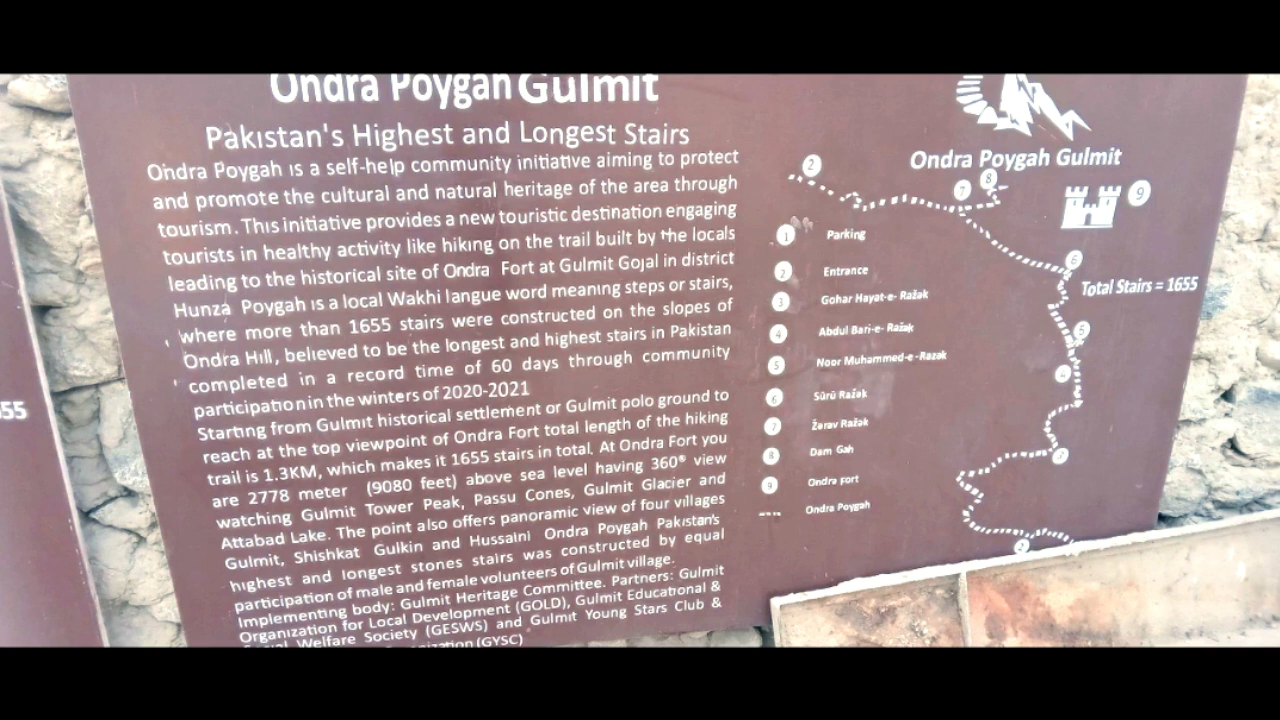 Ondra Poygah Gulmit
Pakistan's Highest and Longest Stairs
Ondra Poygah is a self-help community initiative aiming to protect
and promote the cultural and natural heritage of the area through
tourism. This initiative provides a new touristic destination engaging
tourists in healthy activity like hiking on the trail built by the locals
leading to the historical site of Ondra Fort at Gulmit Gojal in district
Hunza Poygah is a local Wakhi langue word meaning steps or stairs,
where more than 1655 stairs were constructed on the slopes of
Ondra Hill, believed to be the longest and highest stairs in Pakistan
completed in a record time of 60 days through community
participation in the winters of 2020-2021
Starting from Gulmit historical settlement or Gulmit polo ground to
reach at the top viewpoint of Ondra Fort total length of the hiking
trail is 1.3KM, which makes it 1655 stairs in total. At Ondra Fort you
are 2778 meter (9080 feet) above sea level having 360° view
watching Gulmit Tower Peak, Passu Cones, Gulmit Glacier and
Attabad Lake. The point also offers panoramic view of four villages
Gulmit, Shishkat Gulkin and Hussaini Ondra Poygah Pakistan's
highest and longest stones stairs was constructed by equal
participation of male and female volunteers of Gulmit village.
Implementing body: Gulmit Heritage Committee. Partners: Gulmit
Organization for Local Development (GOLD), Gulmit Educational &
Welfare Society (GESWS) and Gulmit Young Stars Club &
(GYSC)
Ondra Poygah Gulmit
2
7
8
9
6
Total Stairs = 1655
5
4
2
1 Parking
2 Entrance
3 Gohar Hayat-e- Ražak
4 Abdul Bari-e- Ražak
5 Noor Muhammed-e -Razak
6 Sürü Ražak
7 Žerav Ražak
8 Dam Gah
9 Ondra fort
Ondra Poygah
55